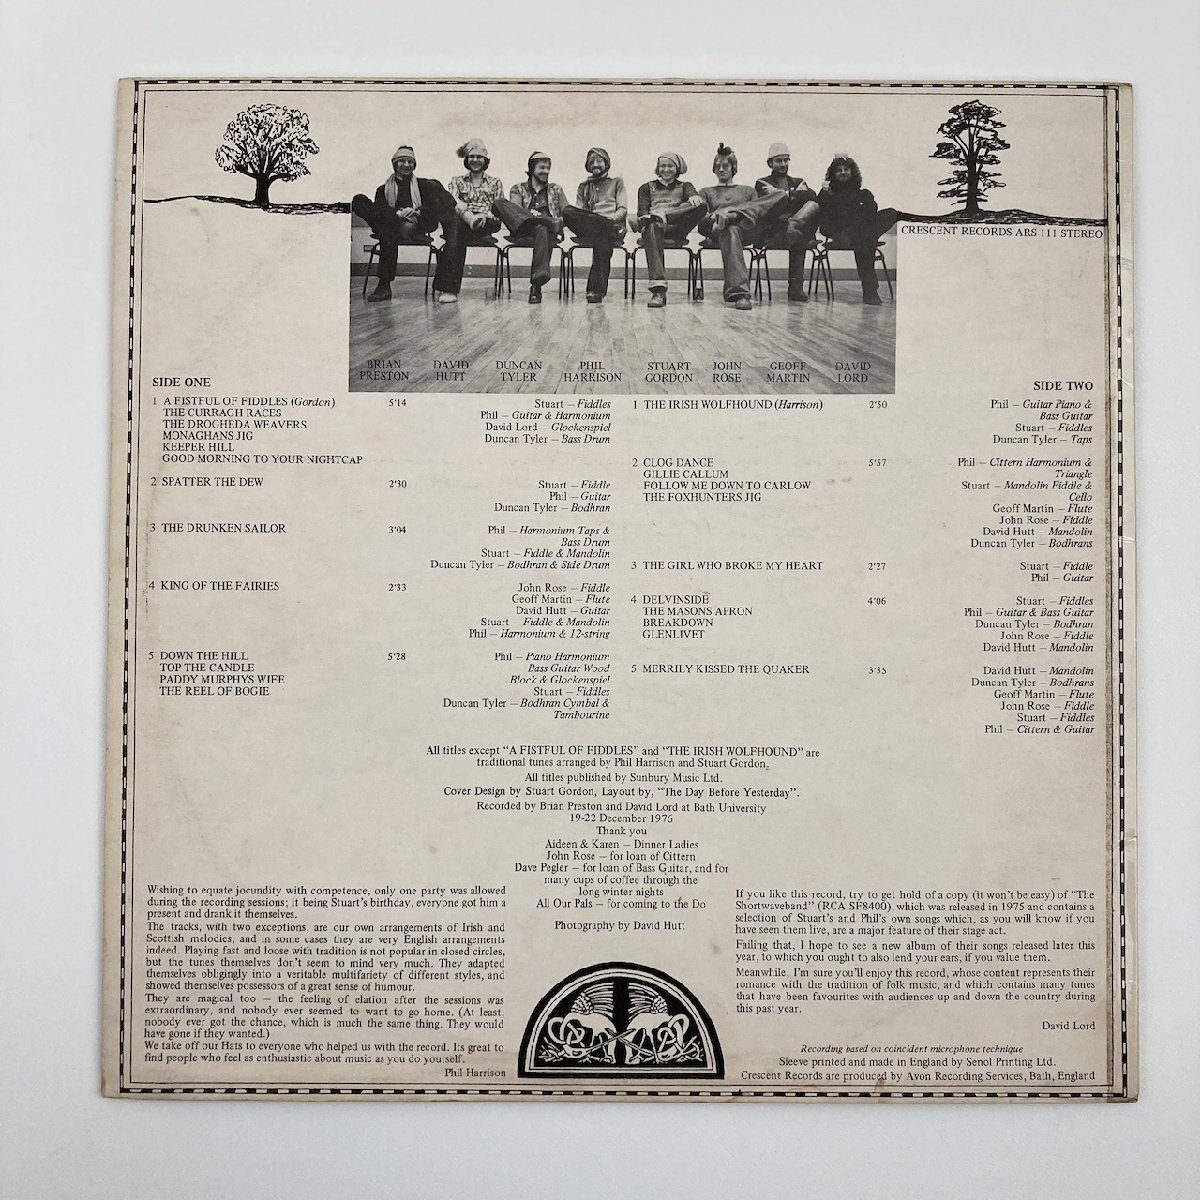 CRESCENT RECORDS ARS 111 STEREO
BRIAN PRESTON
DAVID HUTT
DUNCAN TYLER
PHIL HARRISON
STUART GORDON
JOHN ROSE
GEOFF MARTIN
DAVID LORD
SIDE ONE
1 A FISTFUL OF FIDDLES (Gordon) 5'14
THE CURRACH RACES
THE DROGHEDA WEAVERS
MONAGHANS JIG
KEEPER HILL
GOOD MORNING TO YOUR NIGHTCAP
Stuart – Fiddles
Phil – Guitar & Harmonium
David Lord – Glockenspiel
Duncan Tyler – Bass Drum
2 SPATTER THE DEW 2'30
Stuart – Fiddle
Phil – Guitar
Duncan Tyler – Bodhran
3 THE DRUNKEN SAILOR 3'04
Phil – Harmonium Taps &
Bass Drum
Stuart – Fiddle & Mandolin
Duncan Tyler – Bodhran & Side Drum
4 KING OF THE FAIRIES 2'33
John Rose – Fiddle
Geoff Martin – Flute
David Hutt – Guitar
Stuart – Fiddle & Mandolin
Phil – Harmonium & 12-string
5 DOWN THE HILL 5'28
TOP THE CANDLE
PADDY MURPHYS WIFE
THE REEL OF BOGIE
Phil – Piano Harmonium
Bass Guitar Wood
Block & Glockenspiel
Stuart – Fiddles
Duncan Tyler – Bodhran Cymbal &
Tambourine
SIDE TWO
1 THE IRISH WOLFHOUND (Harrison) 2'50
Phil – Guitar Piano &
Bass Guitar
Stuart – Fiddles
Duncan Tyler – Taps
2 CLOG DANCE 5'57
GILLIE CALLUM
FOLLOW ME DOWN TO CARLOW
THE FOXHUNTERS JIG
Phil – Cittern Harmonium &
Triangle
Stuart – Mandolin Fiddle &
Cello
Geoff Martin – Flute
John Rose – Fiddle
David Hutt – Mandolin
Duncan Tyler – Bodhrans
3 THE GIRL WHO BROKE MY HEART 2'27
Stuart – Fiddle
Phil – Guitar
4 DELVINSIDE 4'06
THE MASONS APRUN
BREAKDOWN
GLENLIVET
Stuart – Fiddles
Phil – Guitar & Bass Guitar
Duncan Tyler – Bodhran
John Rose – Fiddle
David Hutt – Mandolin
5 MERRILY KISSED THE QUAKER 3'35
David Hutt – Mandolin
Duncan Tyler – Bodhrans
Geoff Martin – Flute
John Rose – Fiddle
Stuart – Fiddles
Phil – Cittern & Guitar
All titles except "A FISTFUL OF FIDDLES" and "THE IRISH WOLFHOUND" are
traditional tunes arranged by Phil Harrison and Stuart Gordon.
All titles published by Sunbury Music Ltd.
Cover Design by Stuart Gordon, Layout by, "The Day Before Yesterday".
Recorded by Brian Preston and David Lord at Bath University
19-22 December 1976
Thank you
Aideen & Karen – Dinner Ladies
John Rose – for loan of Cittern
Dave Pegler – for loan of Bass Guitar, and for
many cups of coffee through the
long winter nights
All Our Pals – for coming to the Do
Photography by David Hutt
Wishing to equate jocundity with competence, only one party was allowed
during the recording sessions; it being Stuart's birthday, everyone got him a
present and drank it themselves.
The tracks, with two exceptions, are our own arrangements of Irish and
Scottish melodies, and in some cases they are very English arrangements
indeed. Playing fast and loose with tradition is not popular in closed circles,
but the tunes themselves don't seem to mind very much. They adapted
themselves obligingly into a veritable multifariety of different styles, and
showed themselves possessors of a great sense of humour.
They are magical too – the feeling of elation after the sessions was
extraordinary, and nobody ever seemed to want to go home. (At least,
nobody ever got the chance, which is much the same thing. They would
have gone if they wanted.)
We take off our Hats to everyone who helped us with the record. Its great to
find people who feel as enthusiastic about music as you do yourself.
Phil Harrison
If you like this record, try to get hold of a copy (it won't be easy) of "The
Shortwaveband" (RCA SF8400), which was released in 1975 and contains a
selection of Stuart's and Phil's own songs which, as you will know if you
have seen them live, are a major feature of their stage act.
Failing that, I hope to see a new album of their songs released later this
year, to which you ought to also lend your ears, if you value them.
Meanwhile, I'm sure you'll enjoy this record, whose content represents their
romance with the tradition of folk music, and which contains many tunes
that have been favourites with audiences up and down the country during
this past year.
David Lord
Recording based on coincident microphone technique
Sleeve printed and made in England by Senol Printing Ltd.
Crescent Records are produced by Avon Recording Services, Bath, England